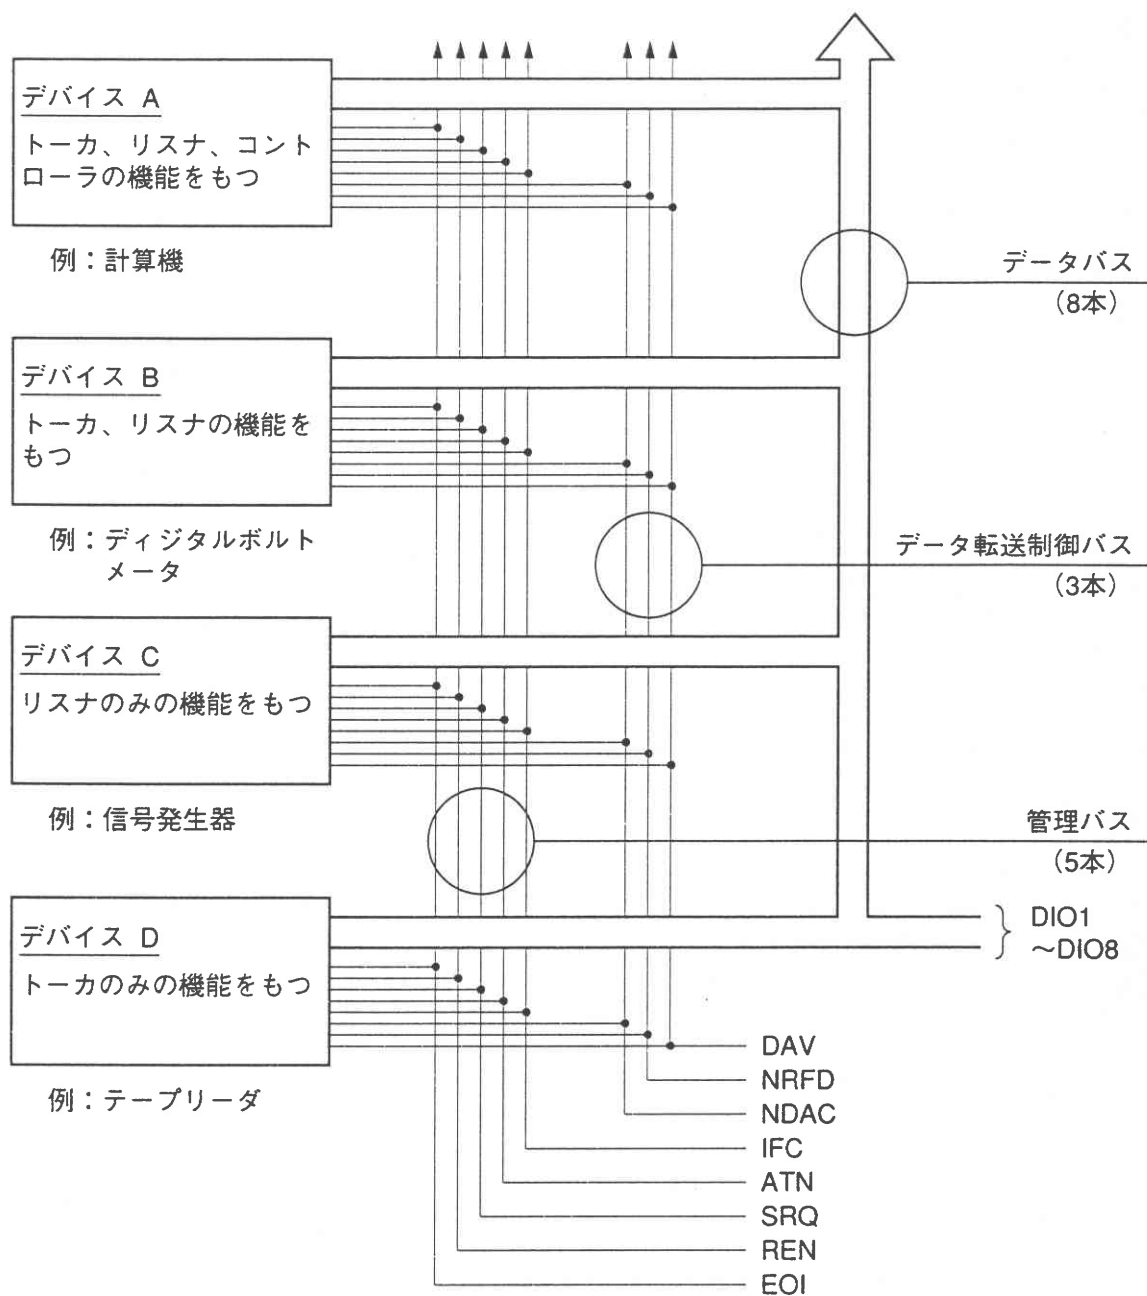 デバイス A
トーカ、リスナ、コント
ローラの機能をもつ
例：計算機
データバス
（8本）
デバイス B
トーカ、リスナの機能を
もつ
例：ディジタルボルト
メータ
データ転送制御バス
（3本）
デバイス C
リスナのみの機能をもつ
例：信号発生器
管理バス
（5本）
デバイス D
トーカのみの機能をもつ
例：テープリーダ
DIO1
～DIO8
DAV
NRFD
NDAC
IFC
ATN
SRQ
REN
EOI